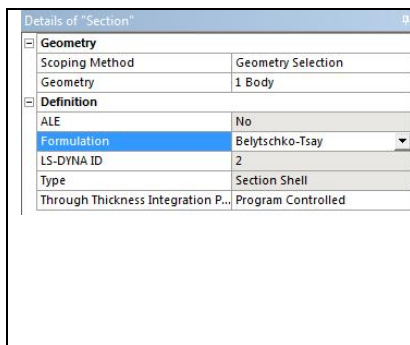 Details of "Section"
Geometry
Scoping Method Geometry Selection
Geometry 1 Body
Definition
ALE No
Formulation Belytschko-Tsay
LS-DYNA ID 2
Type Section Shell
Through Thickness Integration P... Program Controlled